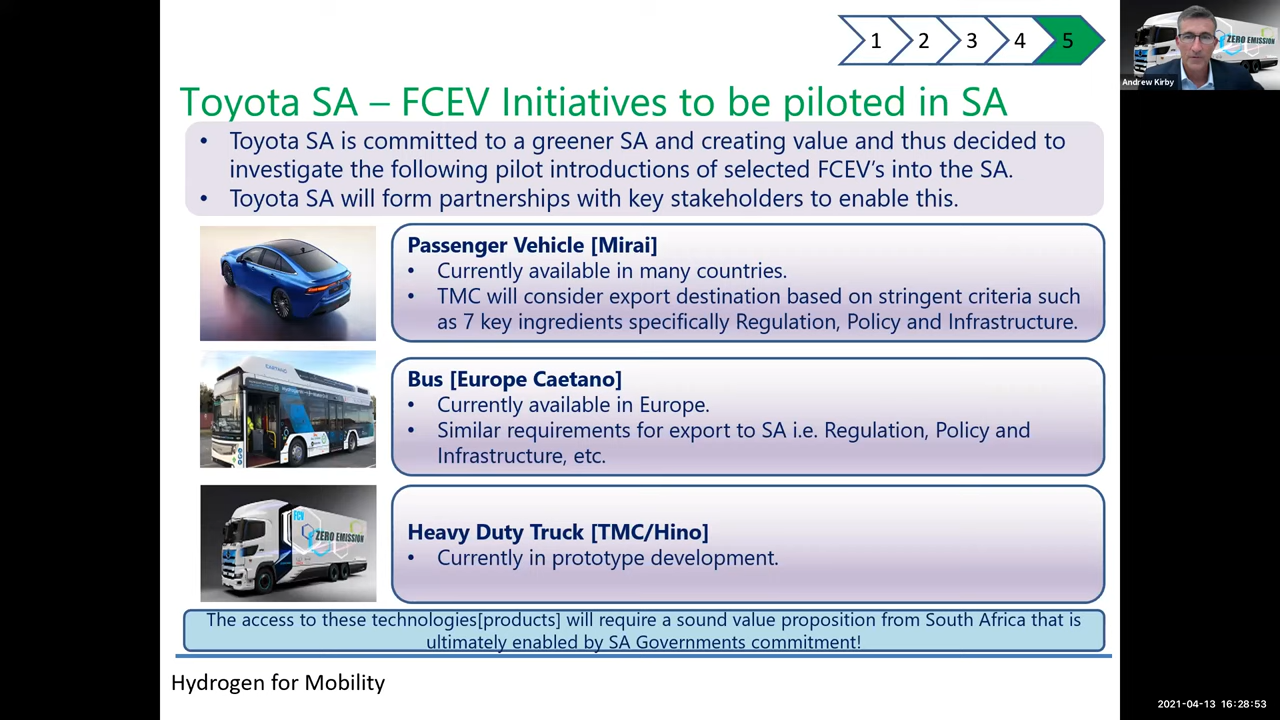 1 2 3 4 5
ZERO EMISSION
Andrew Kirby
Toyota SA – FCEV Initiatives to be piloted in SA
• Toyota SA is committed to a greener SA and creating value and thus decided to
investigate the following pilot introductions of selected FCEV's into the SA.
• Toyota SA will form partnerships with key stakeholders to enable this.
Passenger Vehicle [Mirai]
• Currently available in many countries.
• TMC will consider export destination based on stringent criteria such
as 7 key ingredients specifically Regulation, Policy and Infrastructure.
CAETANO
Bus [Europe Caetano]
• Currently available in Europe.
• Similar requirements for export to SA i.e. Regulation, Policy and
Infrastructure, etc.
FCV
ZERO EMISSION
Heavy Duty Truck [TMC/Hino]
• Currently in prototype development.
The access to these technologies[products] will require a sound value proposition from South Africa that is
ultimately enabled by SA Governments commitment!
Hydrogen for Mobility
2021-04-13 16:28:53